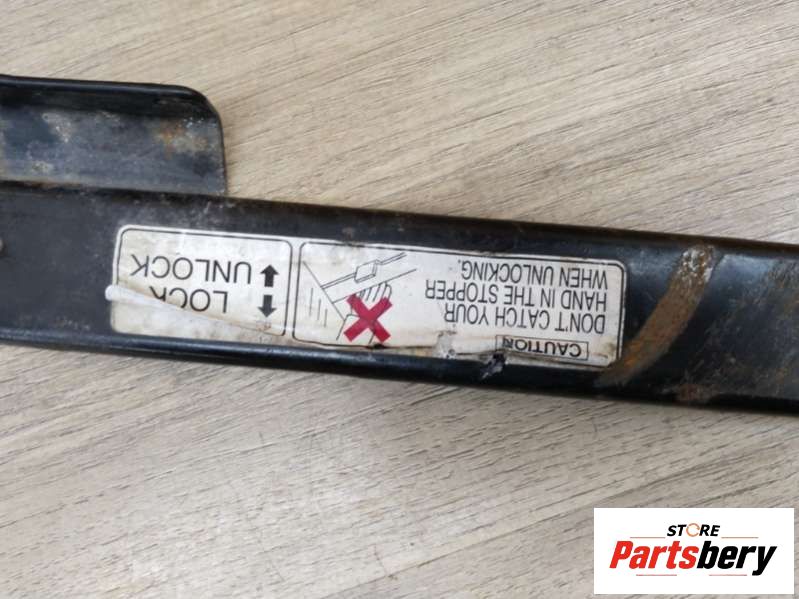 CAUTION
DON'T CATCH YOUR
HAND IN THE STOPPER
WHEN UNLOCKING.
LOCK
UNLOCK
STORE
Partsbery